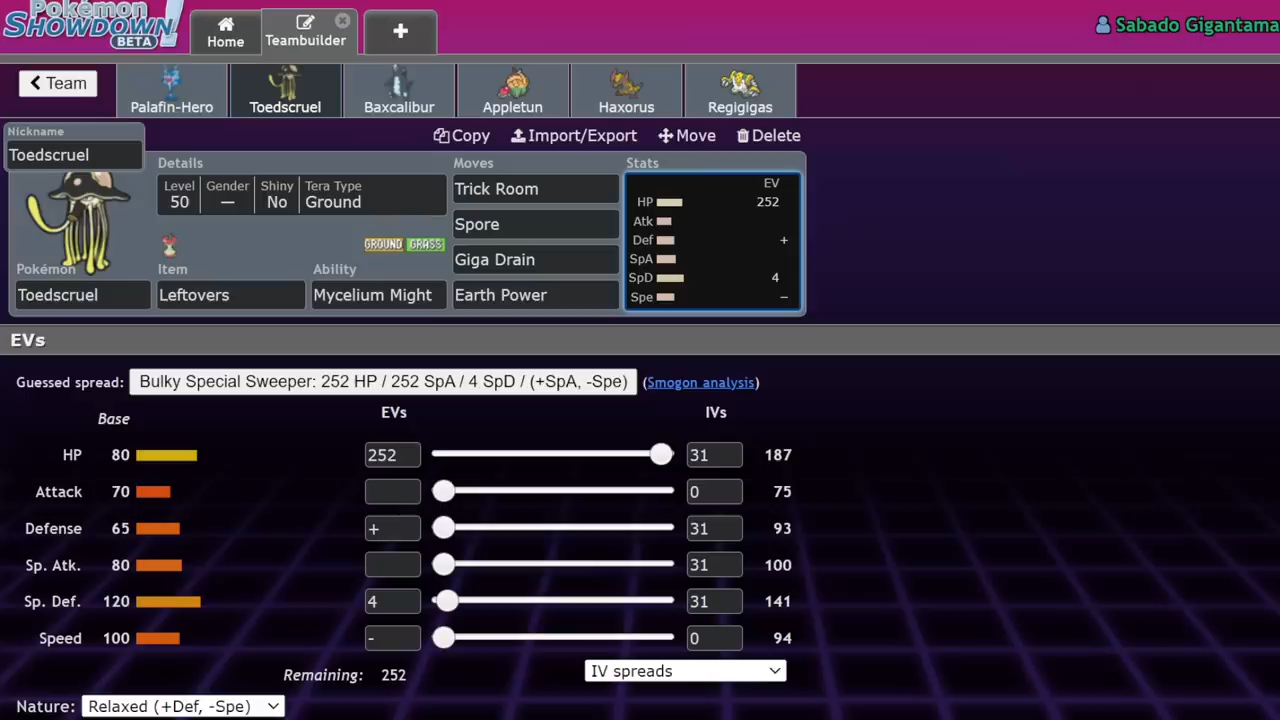 Pokémon
SHOWDOWN!
BETA
Home
Teambuilder
Sabado Gigantama
Team
Palafin-Hero
Toedscruel
Baxcalibur
Appletun
Haxorus
Regigigas
Copy
Import/Export
Move
Delete
Nickname
Toedscruel
Details
Moves
Stats
Level
50
Gender
—
Shiny
No
Tera Type
Ground
GROUND GRASS
Pokémon
Toedscruel
Item
Leftovers
Ability
Mycelium Might
Trick Room
Spore
Giga Drain
Earth Power
EV
HP 252
Atk
Def +
SpA
SpD 4
Spe −
EVs
Guessed spread: Bulky Special Sweeper: 252 HP / 252 SpA / 4 SpD / (+SpA, -Spe) (Smogon analysis)
Base EVs IVs
HP 80 252 31 187
Attack 70 0 75
Defense 65 + 31 93
Sp. Atk. 80 31 100
Sp. Def. 120 4 31 141
Speed 100 - 0 94
Remaining: 252 IV spreads
Nature: Relaxed (+Def, -Spe)